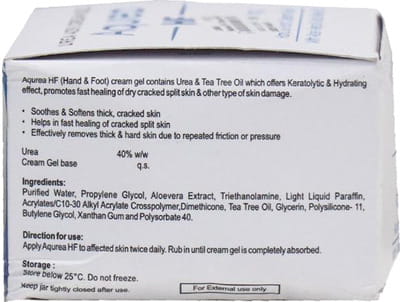 Aqurea HF (Hand & Foot) cream gel contains Urea & Tea Tree Oil which offers Keratolytic & Hydrating
effect, promotes fast healing of dry cracked split skin & other type of skin damage.
• Soothes & Softens thick, cracked skin
• Helps in fast healing of cracked split skin
• Effectively removes thick & hard skin due to repeated friction or pressure
Urea 40% w/w
Cream Gel base q.s.
Ingredients:
Purified Water, Propylene Glycol, Aloevera Extract, Triethanolamine, Light Liquid Paraffin,
Acrylates/C10-30 Alkyl Acrylate Crosspolymer,Dimethicone, Tea Tree Oil, Glycerin, Polysilicone- 11,
Butylene Glycol, Xanthan Gum and Polysorbate 40.
Direction for use:
Apply Aqurea HF to affected skin twice daily. Rub in until cream gel is completely absorbed.
Storage :
Store below 25°C. Do not freeze.
Keep jar tightly closed after use.
For External use only